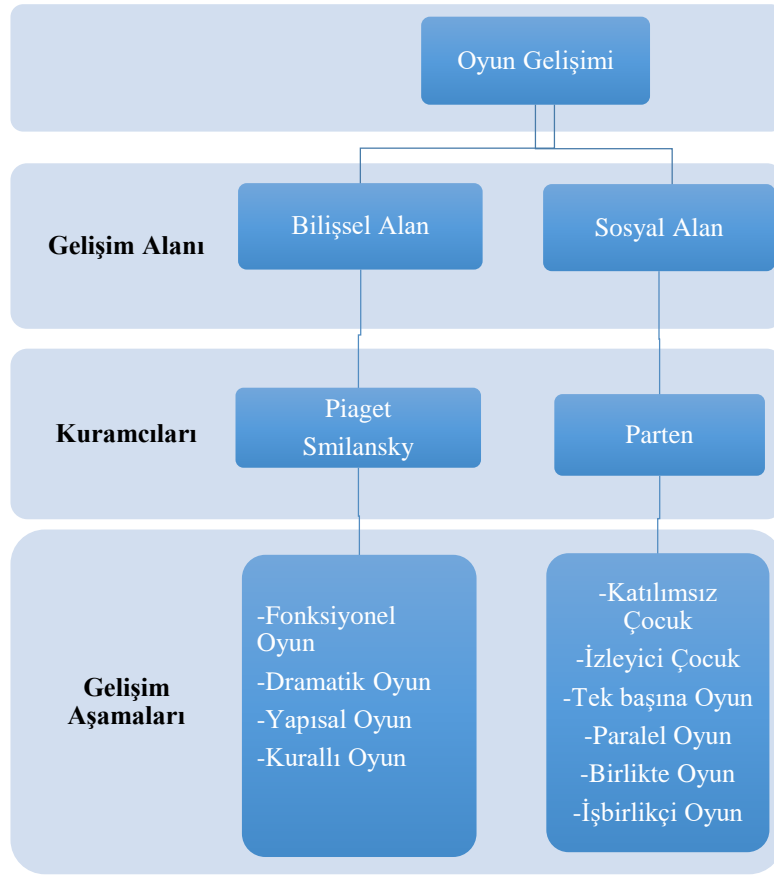 Oyun Gelişimi
Gelişim Alanı
Bilişsel Alan
Sosyal Alan
Kuramcıları
Piaget
Smilansky
Parten
Gelişim
Aşamaları
-Fonksiyonel
Oyun
-Dramatik Oyun
-Yapısal Oyun
-Kurallı Oyun
-Katılımsız
Çocuk
-İzleyici Çocuk
-Tek başına Oyun
-Paralel Oyun
-Birlikte Oyun
-İşbirlikçi Oyun